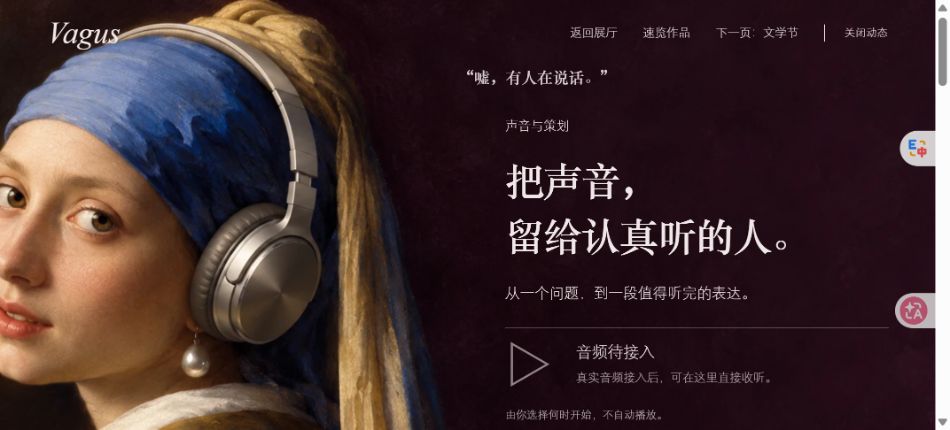 Vagus
返回展厅
速览作品
下一页：文学节
关闭动态
“嘘，有人在说话。”
声音与策划
把声音，
留给认真听的人。
从一个问题，到一段值得听完的表达。
音频待接入
真实音频接入后，可在这里直接收听。
由你选择何时开始，不自动播放。